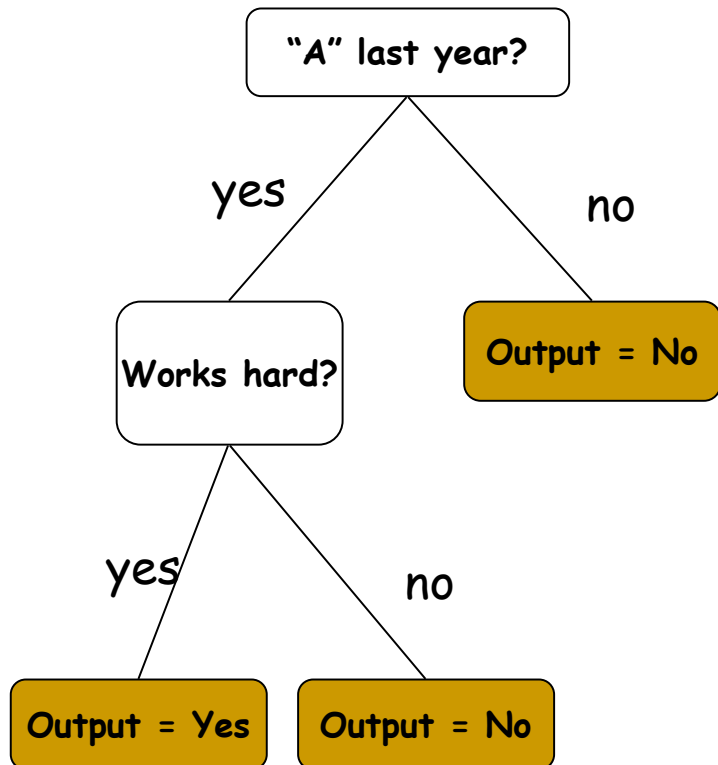 “A” last year?
yes
no
Works hard?
Output = No
yes
no
Output = Yes
Output = No